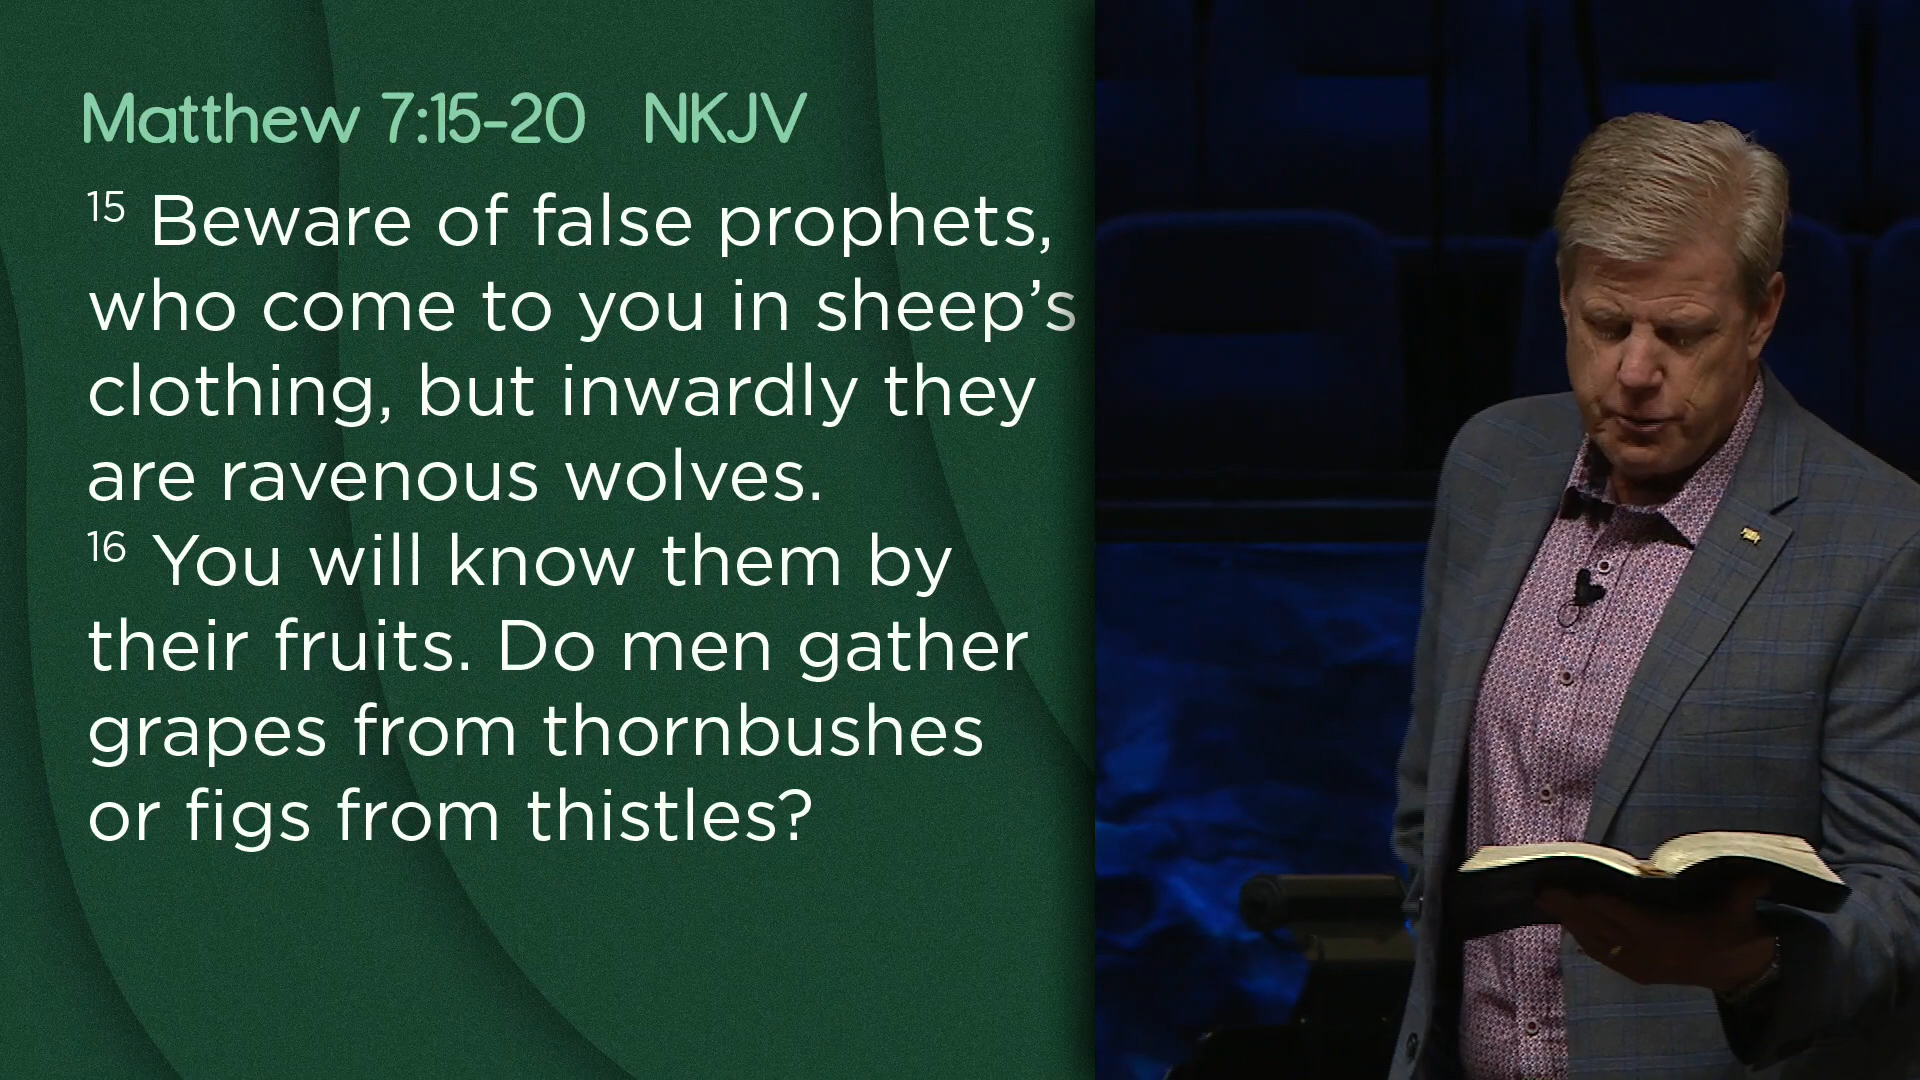 Matthew 7:15-20 NKJV
15 Beware of false prophets,
who come to you in sheep’s
clothing, but inwardly they
are ravenous wolves.
16 You will know them by
their fruits. Do men gather
grapes from thornbushes
or figs from thistles?